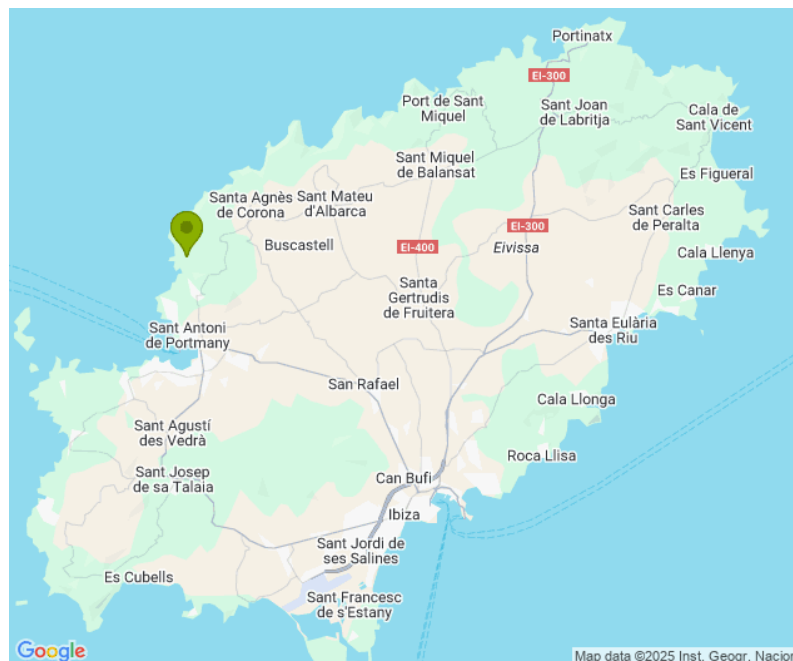 Portinatx
EI-300
Port de Sant
Miquel
Sant Joan
de Labritja
Cala de
Sant Vicent
Sant Miquel
de Balansat
Es Figueral
Santa Agnès
de Corona
Sant Mateu
d'Albarca
Sant Carles
de Peralta
EI-300
Buscastell
EI-400
Eivissa
Cala Llenya
Santa
Gertrudis
de Fruitera
Es Canar
Sant Antoni
de Portmany
Santa Eulària
des Riu
San Rafael
Cala Llonga
Sant Agustí
des Vedrà
Roca Llisa
Sant Josep
de sa Talaia
Can Bufi
Ibiza
Sant Jordi de
ses Salines
Es Cubells
Sant Francesc
de s'Estany
Google
Map data ©2025 Inst. Geogr. Nacion